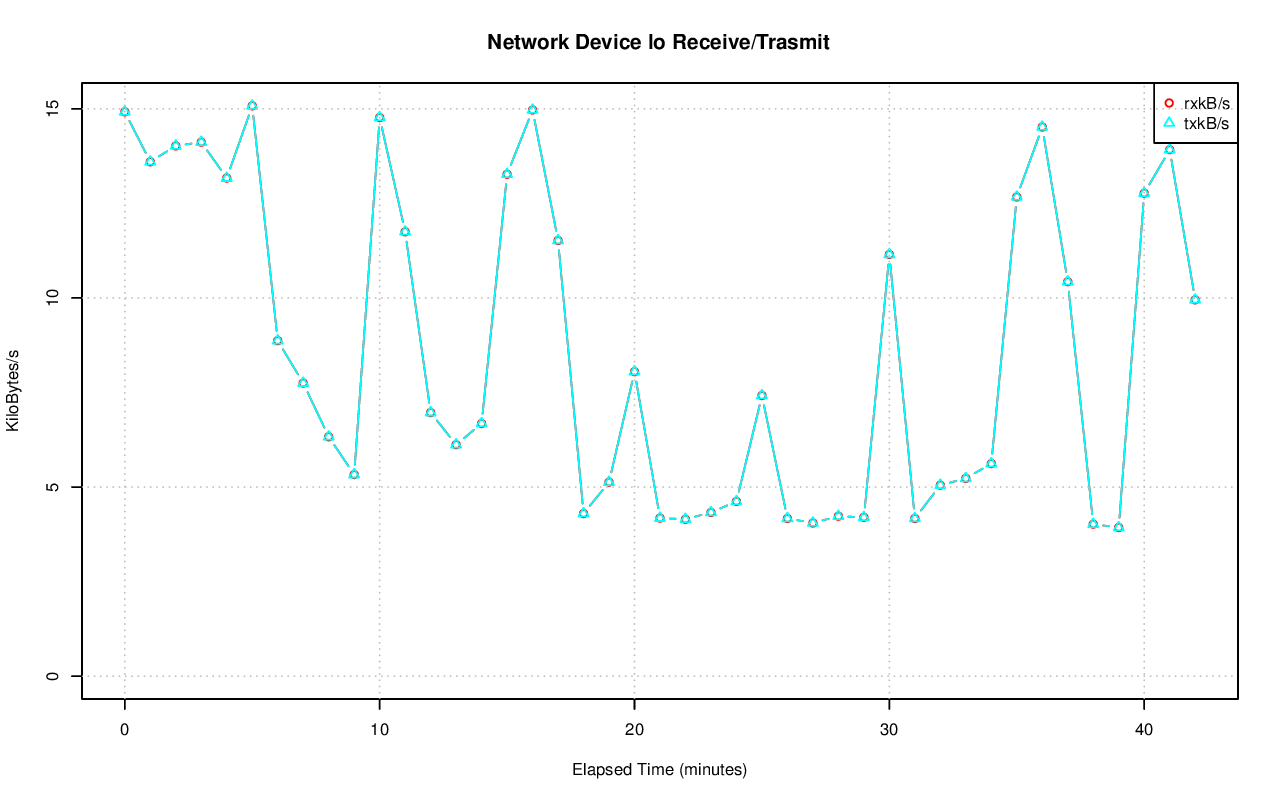 Network Device lo Receive/Trasmit
rxkB/s
txkB/s
KiloBytes/s
15
10
5
0
0 10 20 30 40
Elapsed Time (minutes)